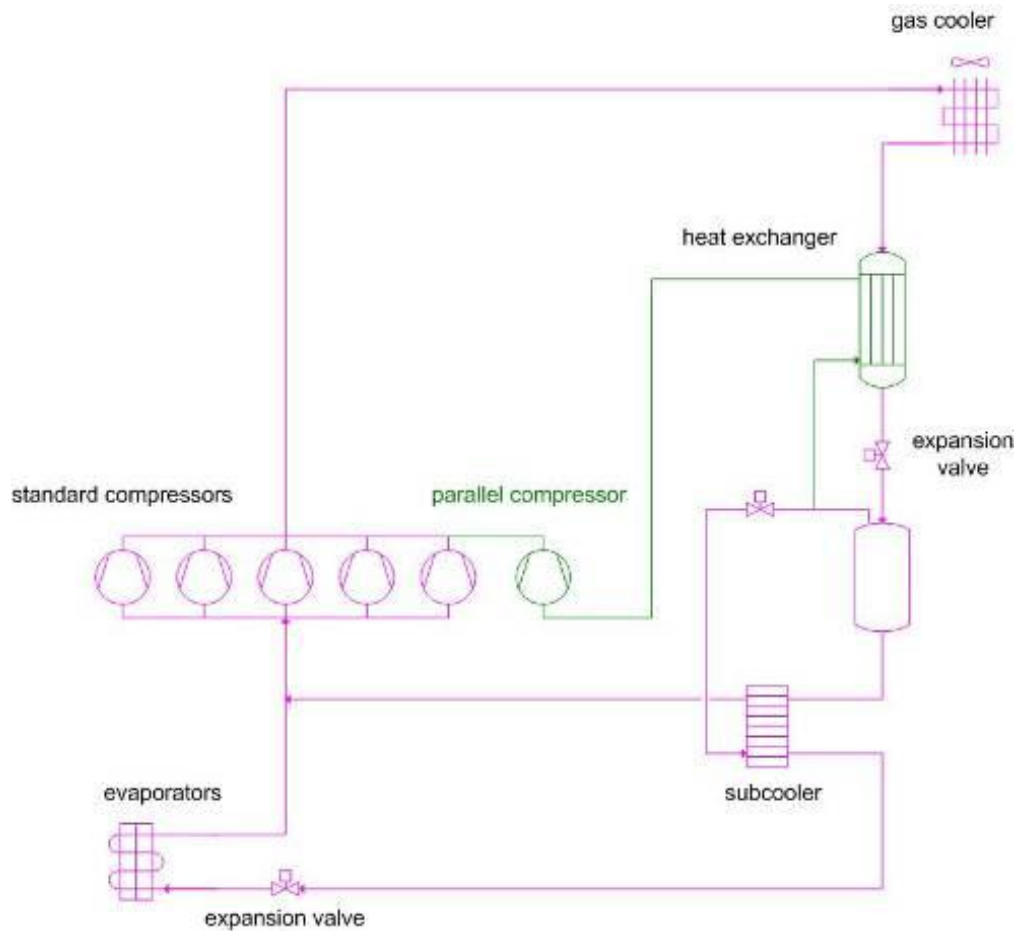 gas cooler
heat exchanger
expansion
valve
standard compressors
parallel compressor
subcooler
evaporators
expansion valve